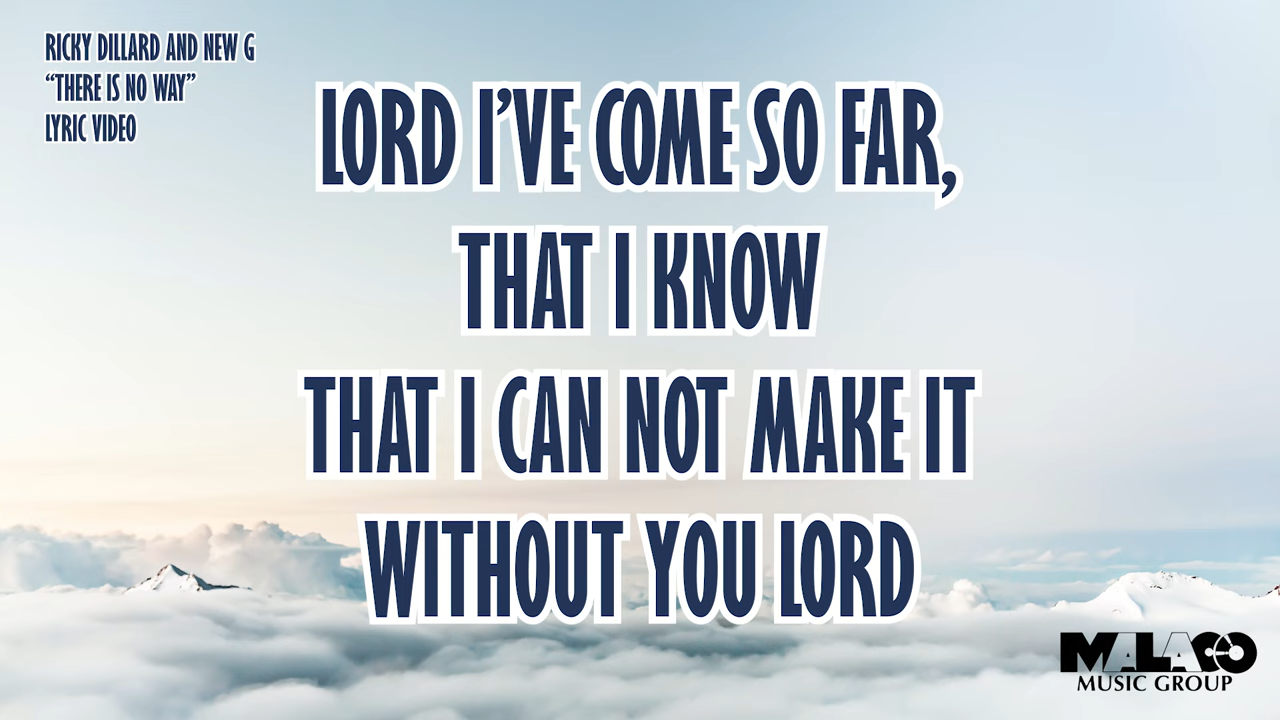 RICKY DILLARD AND NEW G
“THERE IS NO WAY”
LYRIC VIDEO
LORD I’VE COME SO FAR,
THAT I KNOW
THAT I CAN NOT MAKE IT
WITHOUT YOU LORD
MALACO
MUSIC GROUP